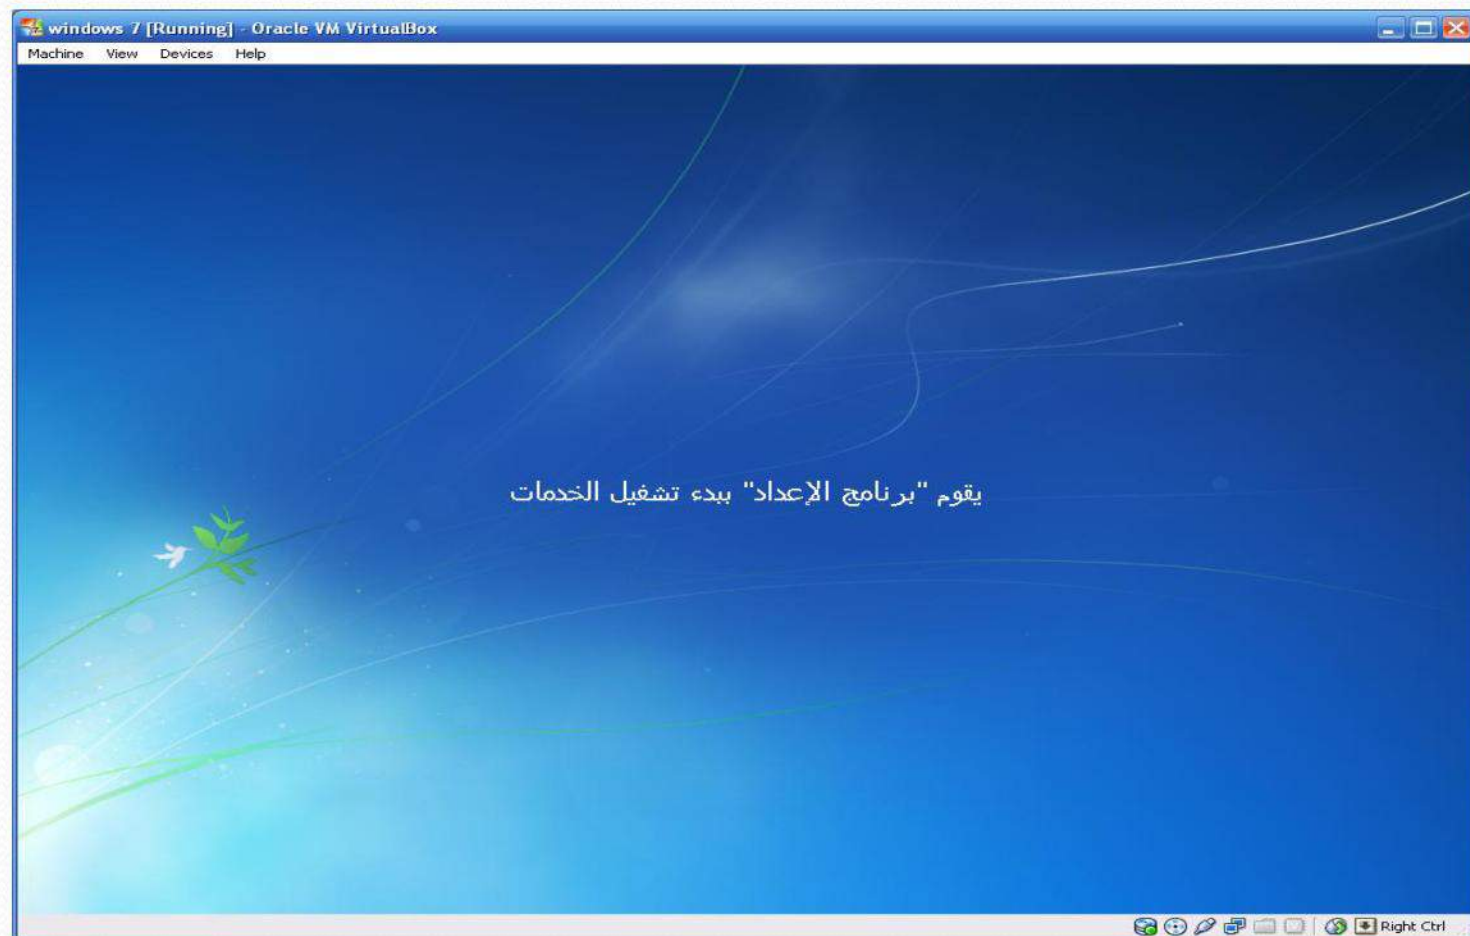 windows 7 [Running] - Oracle VM VirtualBox
Machine View Devices Help
يقوم "برنامج الإعداد" ببدء تشغيل الخدمات
Right Ctrl